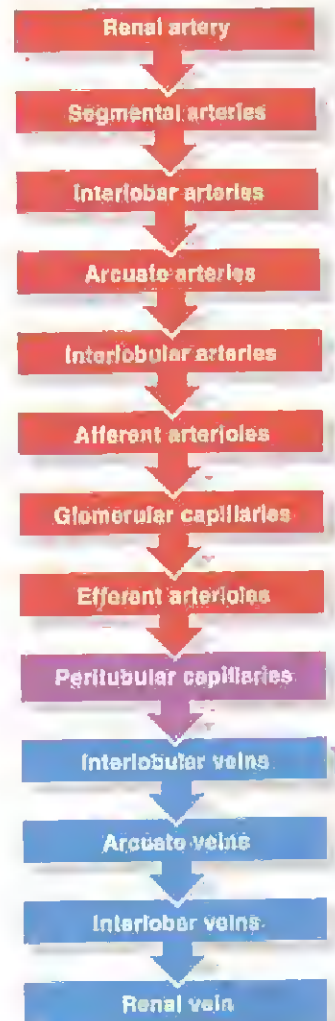 Renal artery
Segmental arteries
Interlobar arteries
Arcuate arteries
Interlobular arteries
Afferent arterioles
Glomerular capillaries
Efferent arterioles
Peritubular capillaries
Interlobular veins
Arcuate veins
Interlobar veins
Renal vein